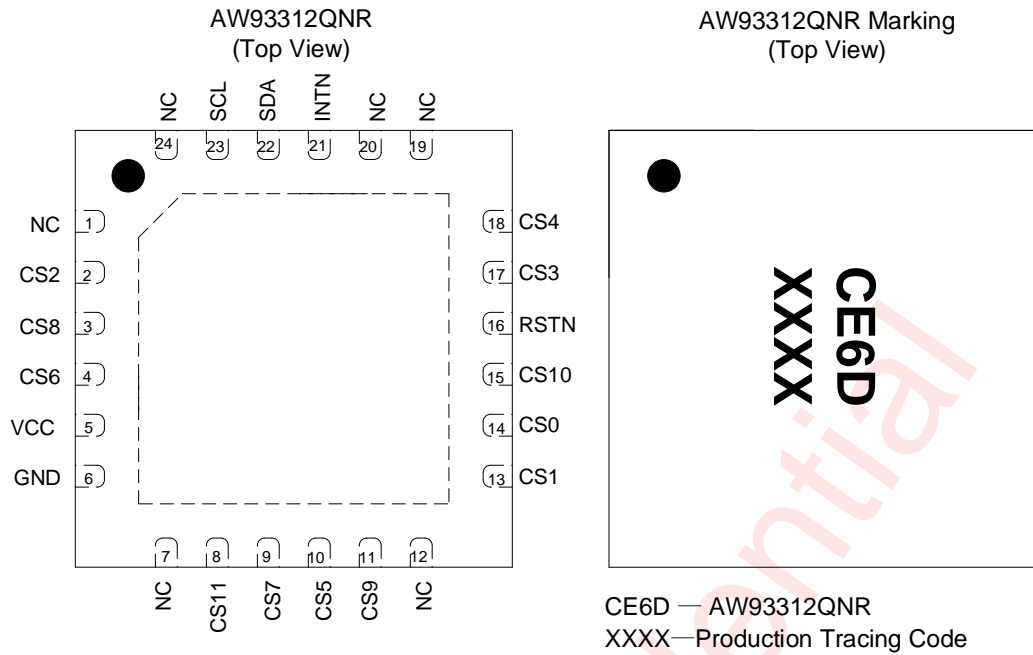 AW93312QNR
(Top View)
NC
SCL
SDA
INTN
NC
NC
24
23
22
21
20
19
NC 1
CS2 2
CS8 3
CS6 4
VCC 5
GND 6
18 CS4
17 CS3
16 RSTN
15 CS10
14 CS0
13 CS1
7
8
9
10
11
12
NC
CS11
CS7
CS5
CS9
NC
AW93312QNR Marking
(Top View)
CE6D
XXXX
CE6D — AW93312QNR
XXXX—Production Tracing Code
ential